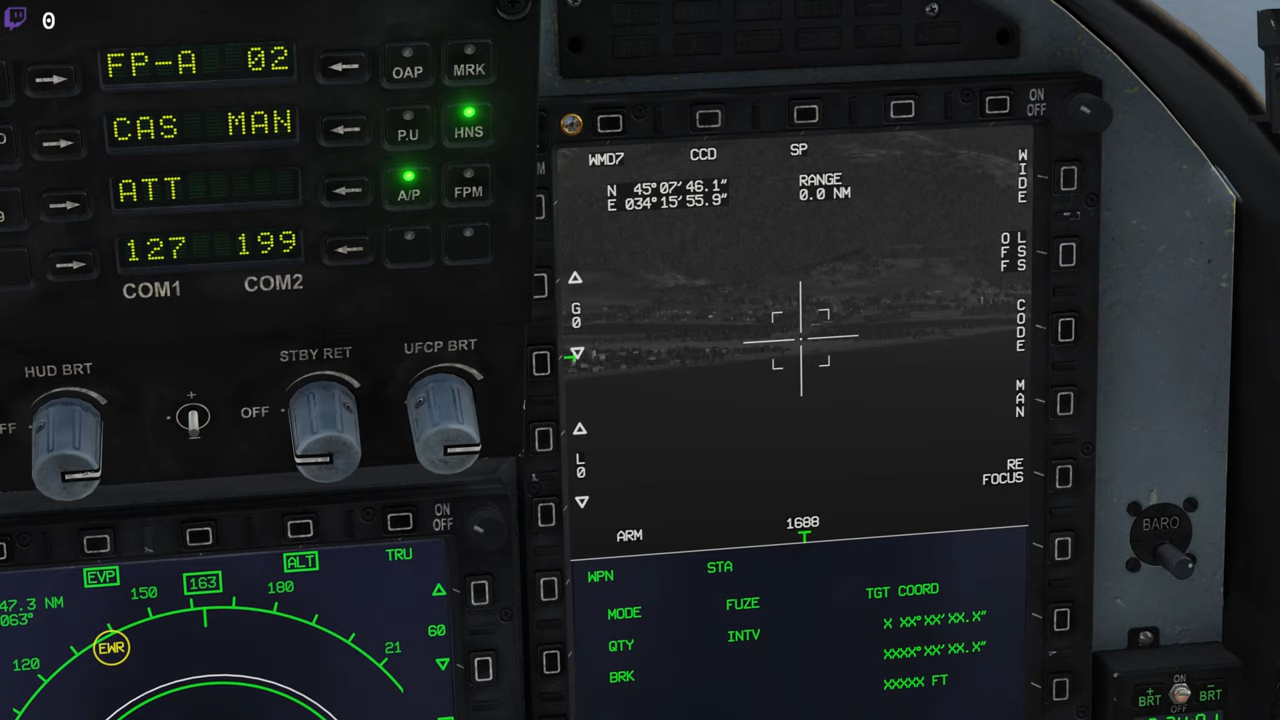 0
FP-A 02
OAP
MRK
CAS MAN
P.U
HNS
ATT
A/P
FPM
127 199
COM1
COM2
HUD BRT
STBY RET
UFCP BRT
OFF
+
ON
OFF
WMD7
CCD
SP
N 45°07'46.1"
E 034°15'55.9"
RANGE
0.0 NM
WIDE
LSS
OFF
CODE
MAN
RE
FOCUS
G
0
L
0
ARM
1688
WPN
STA
MODE
FUZE
QTY
INTV
BRK
TGT COORD
X XX°XX'XX.X"
XXXX°XX'XX.X"
XXXXX FT
ON
OFF
EVP
ALT
TRU
47.3 NM
063°
150
163
180
120
EWR
60
21
BARO
ON
+
BRT
OFF
-
BRT